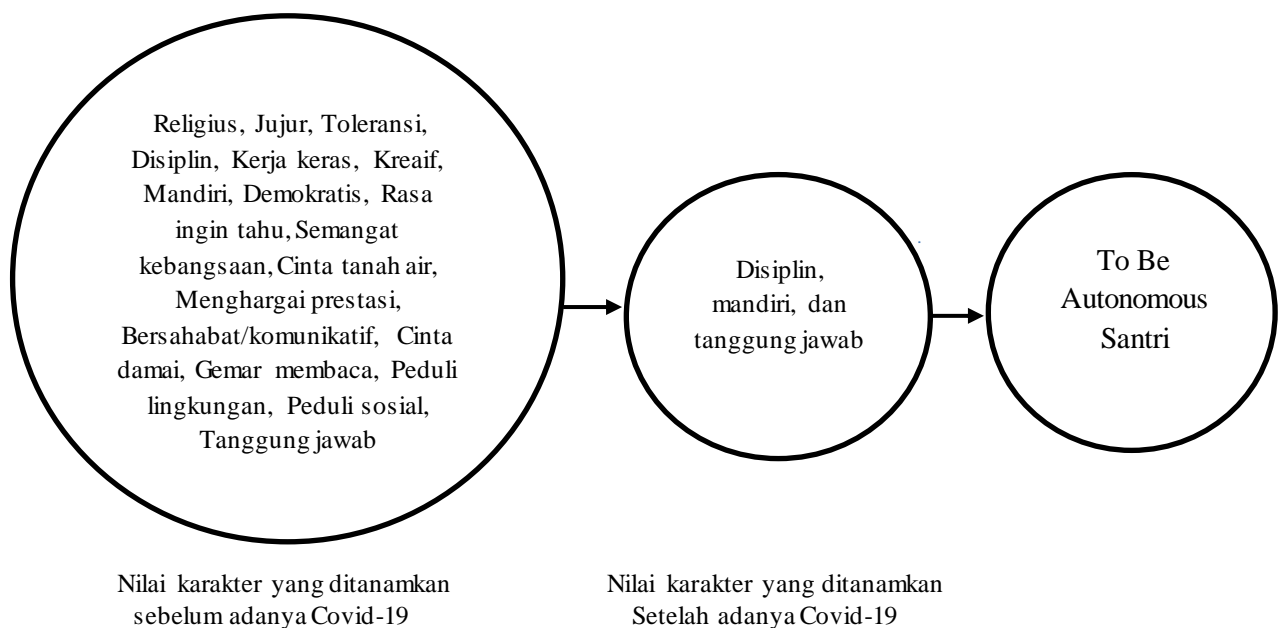 Religius, Jujur, Toleransi,
Disiplin, Kerja keras, Kreaif,
Mandiri, Demokratis, Rasa
ingin tahu, Semangat
kebangsaan, Cinta tanah air,
Menghargai prestasi,
Bersahabat/komunikatif, Cinta
damai, Gemar membaca, Peduli
lingkungan, Peduli sosial,
Tanggung jawab
Disiplin,
mandiri, dan
tanggung jawab
To Be
Autonomous
Santri
Nilai karakter yang ditanamkan
sebelum adanya Covid-19
Nilai karakter yang ditanamkan
Setelah adanya Covid-19